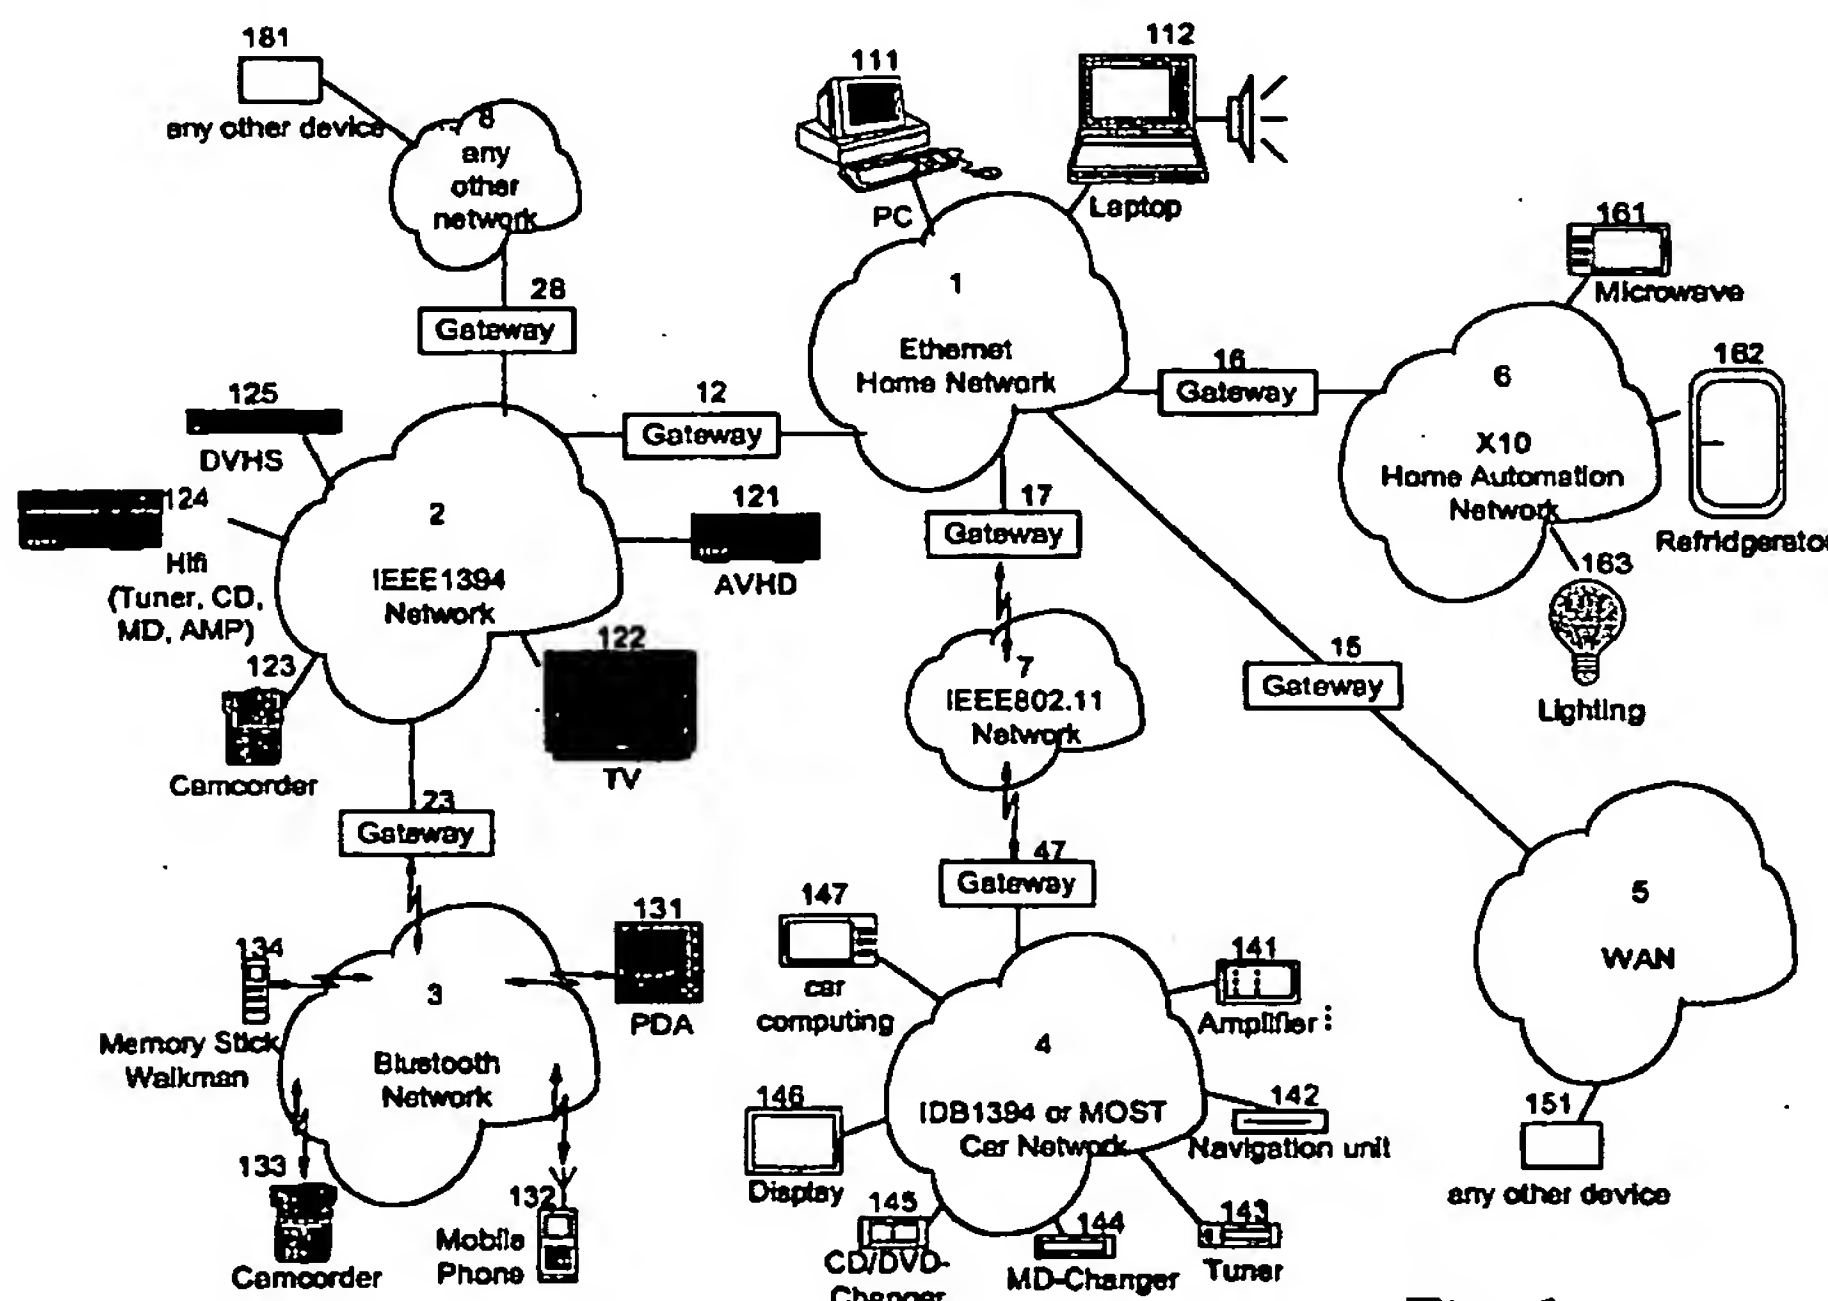 181
any other device
8
any
other
network
28
Gateway
111
PC
112
Laptop
1
Ethernet
Home Network
161
Microwave
162
Refridgerator
6
X10
Home Automation
Network
163
Lighting
16
Gateway
12
Gateway
125
DVHS
124
Hifi
(Tuner, CD,
MD, AMP)
2
IEEE1394
Network
121
AVHD
122
TV
123
Camcorder
17
Gateway
7
IEEE802.11
Network
15
Gateway
23
Gateway
47
Gateway
134
Memory Stick
Walkman
3
Bluetooth
Network
131
PDA
133
Camcorder
132
Mobile
Phone
147
car
computing
141
Amplifier
4
IDB1394 or MOST
Car Network
146
Display
142
Navigation unit
145
CD/DVD-
Changer
144
MD-Changer
143
Tuner
5
WAN
151
any other device